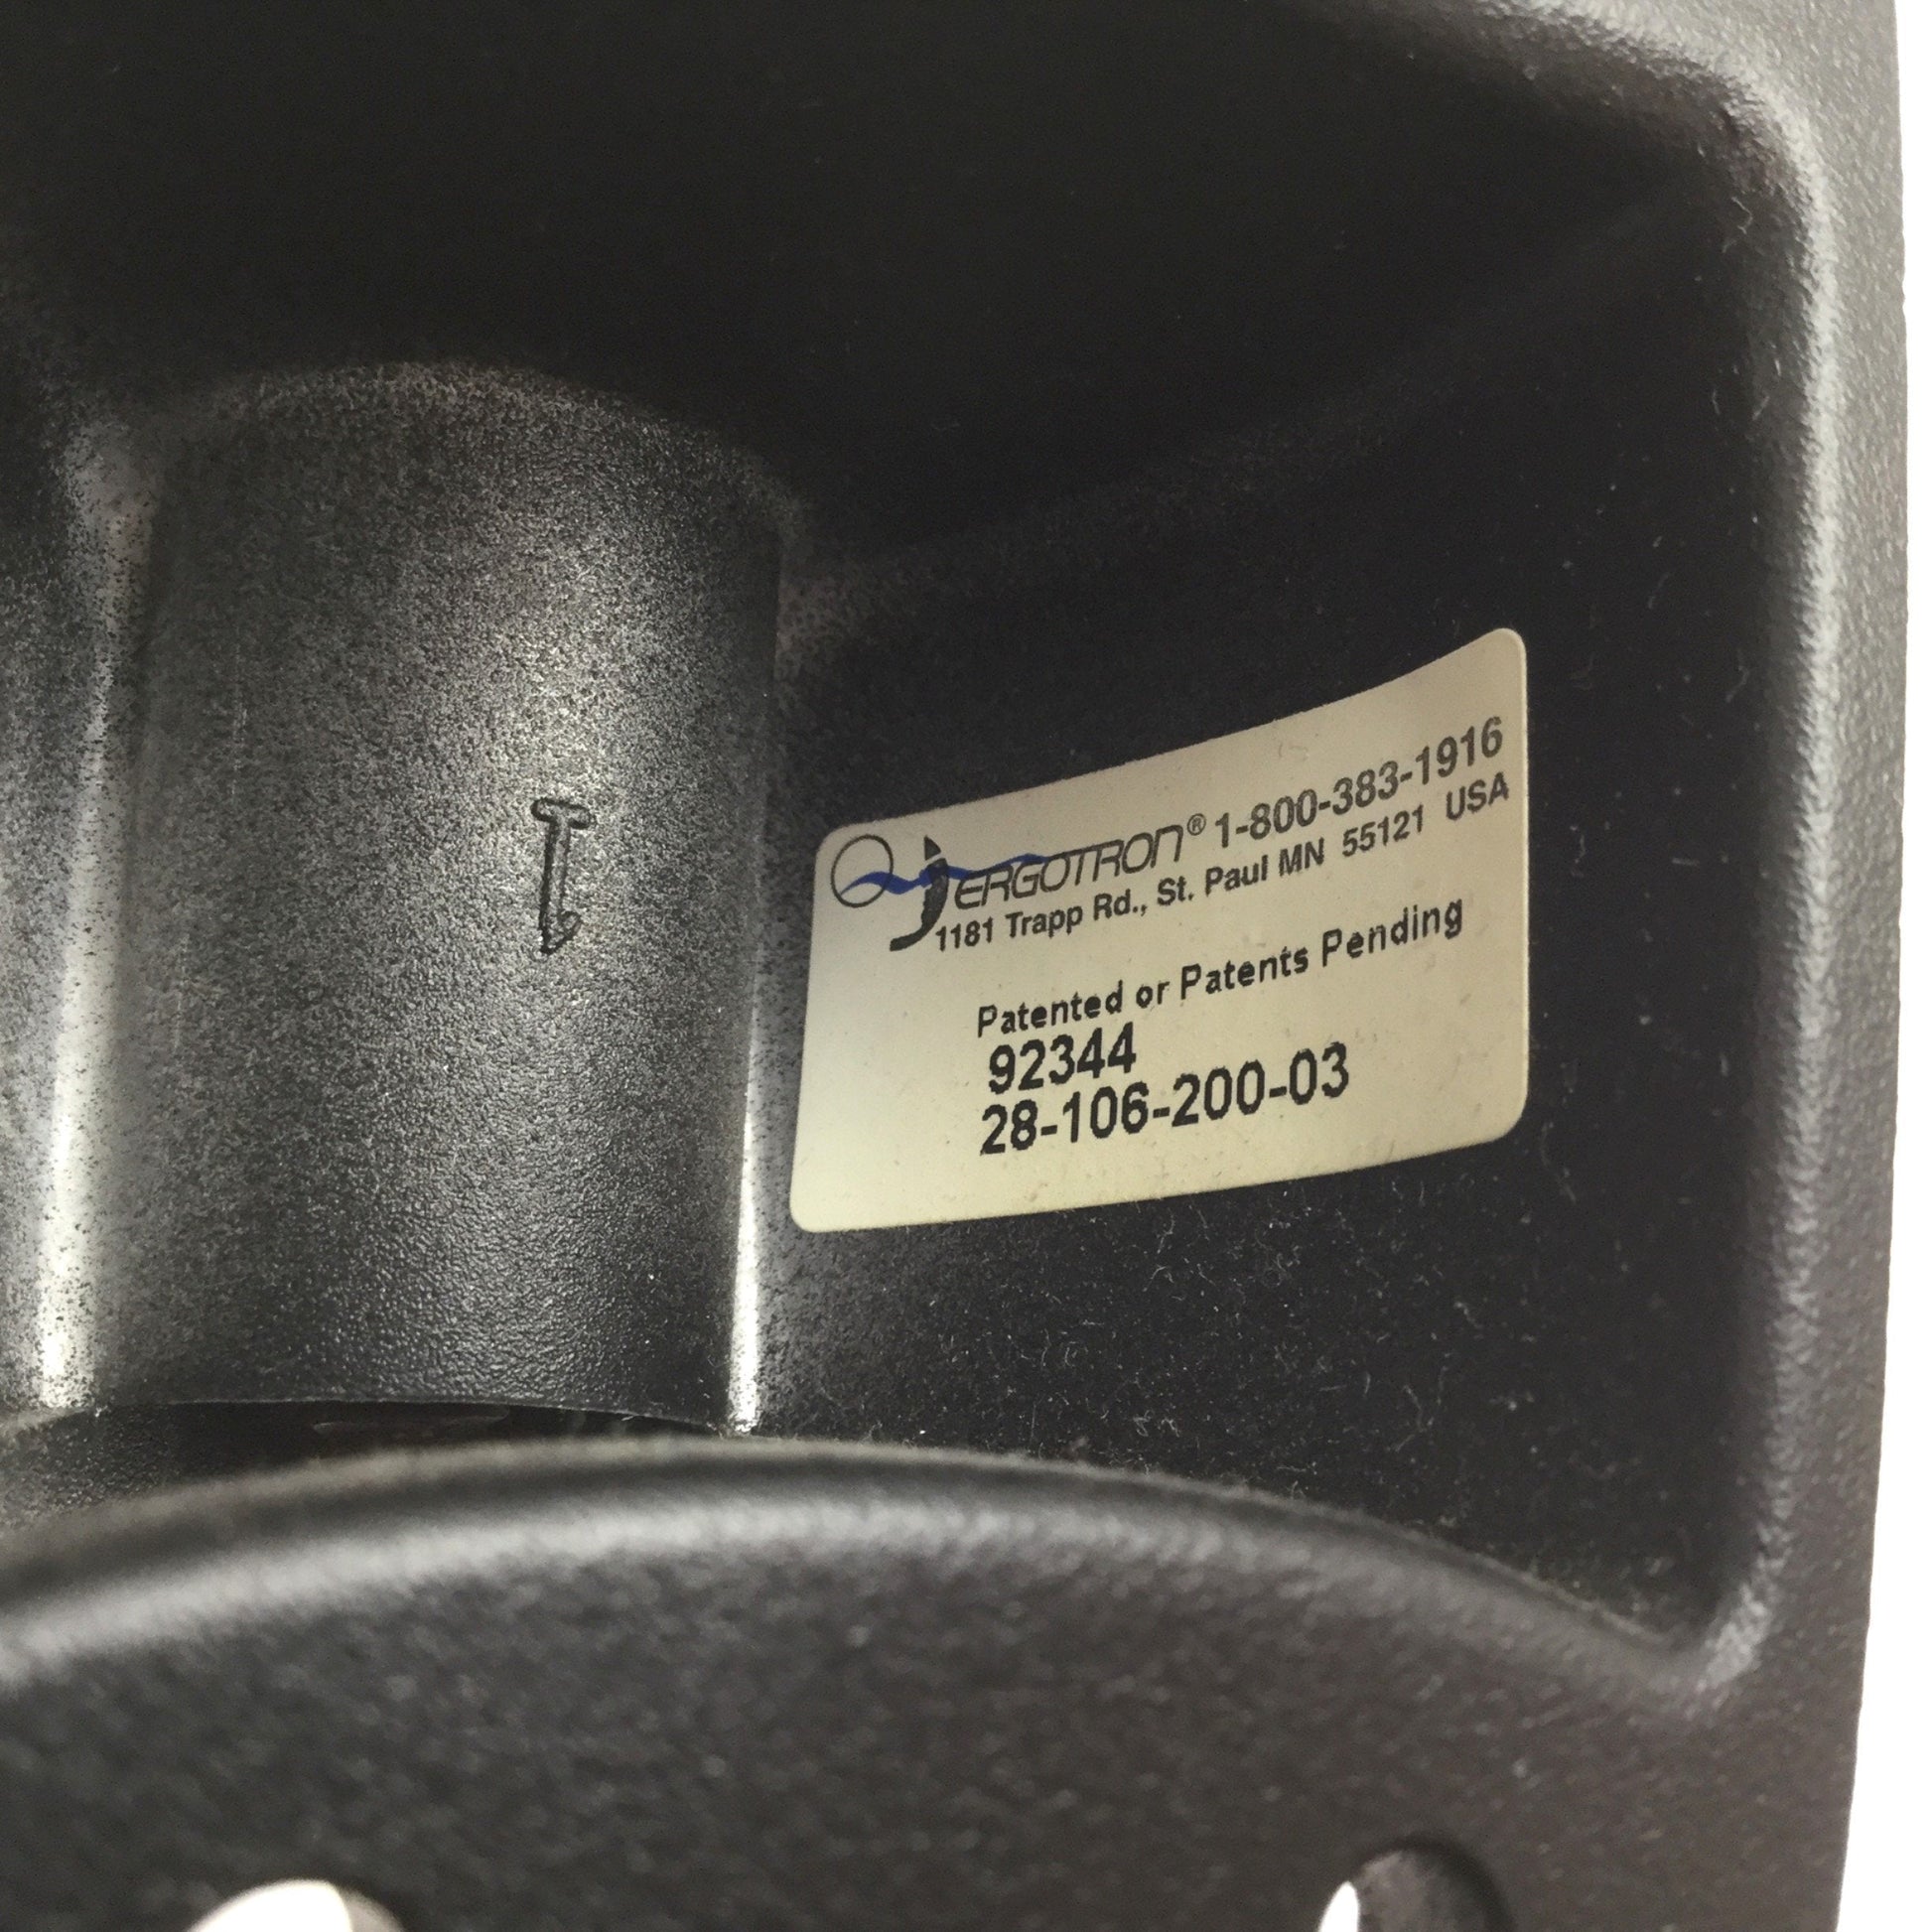 1
ERGOTRON® 1-800-383-1916
1181 Trapp Rd., St. Paul MN 55121 USA
Patented or Patents Pending
92344
28-106-200-03